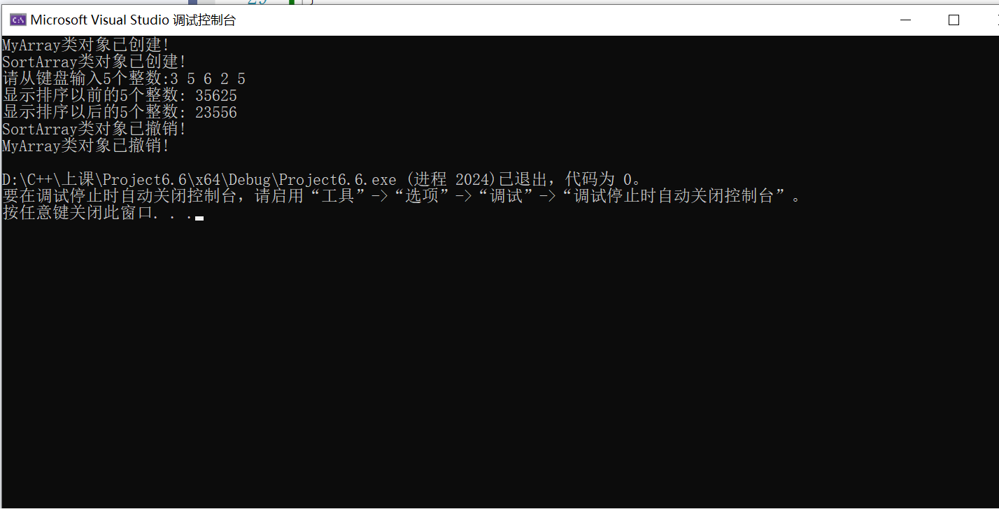 Microsoft Visual Studio 调试控制台
MyArray类对象已创建!
SortArray类对象已创建!
请从键盘输入5个整数:3 5 6 2 5
显示排序以前的5个整数: 35625
显示排序以后的5个整数: 23556
SortArray类对象已撤销!
MyArray类对象已撤销!
D:\C++\上课\Project6.6\x64\Debug\Project6.6.exe (进程 2024)已退出，代码为 0。
要在调试停止时自动关闭控制台，请启用“工具”->“选项”->“调试”->“调试停止时自动关闭控制台”。
按任意键关闭此窗口. . .